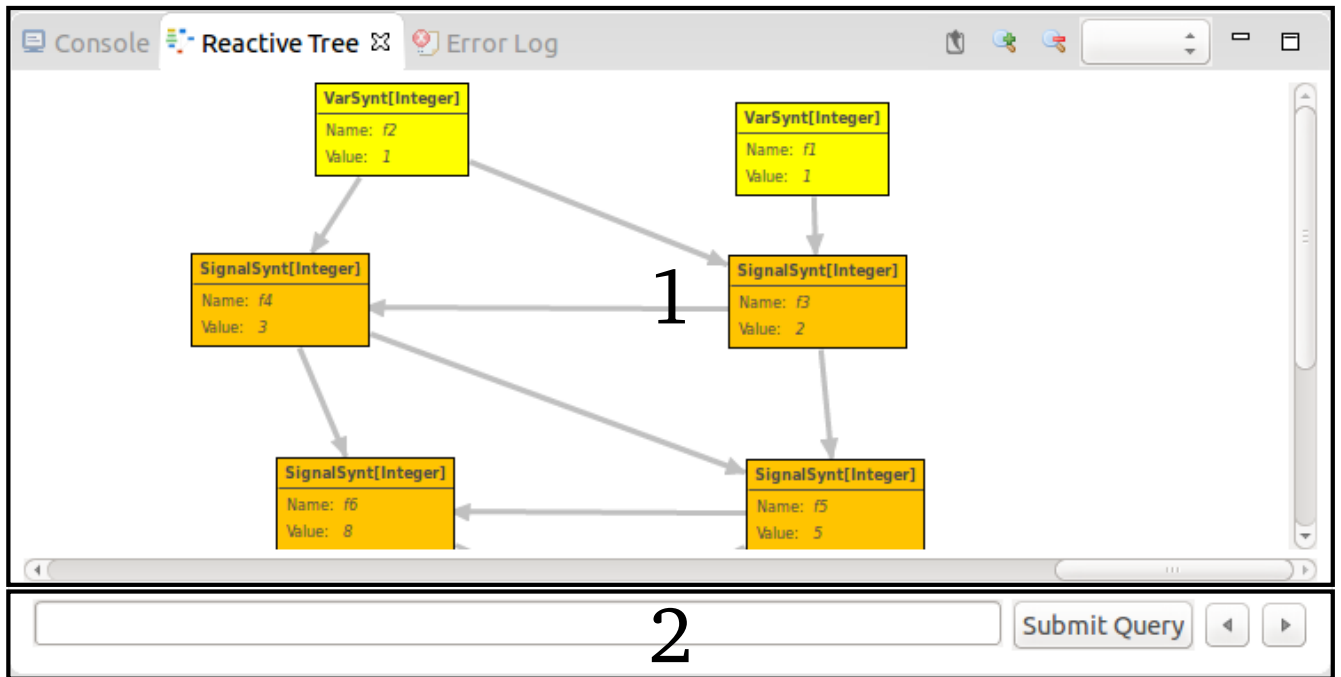 Console Reactive Tree Error Log
VarSynt[Integer]
Name: f2
Value: 1
VarSynt[Integer]
Name: f1
Value: 1
SignalSynt[Integer]
Name: f4
Value: 3
1
SignalSynt[Integer]
Name: f3
Value: 2
SignalSynt[Integer]
Name: f6
Value: 8
SignalSynt[Integer]
Name: f5
Value: 5
2
Submit Query